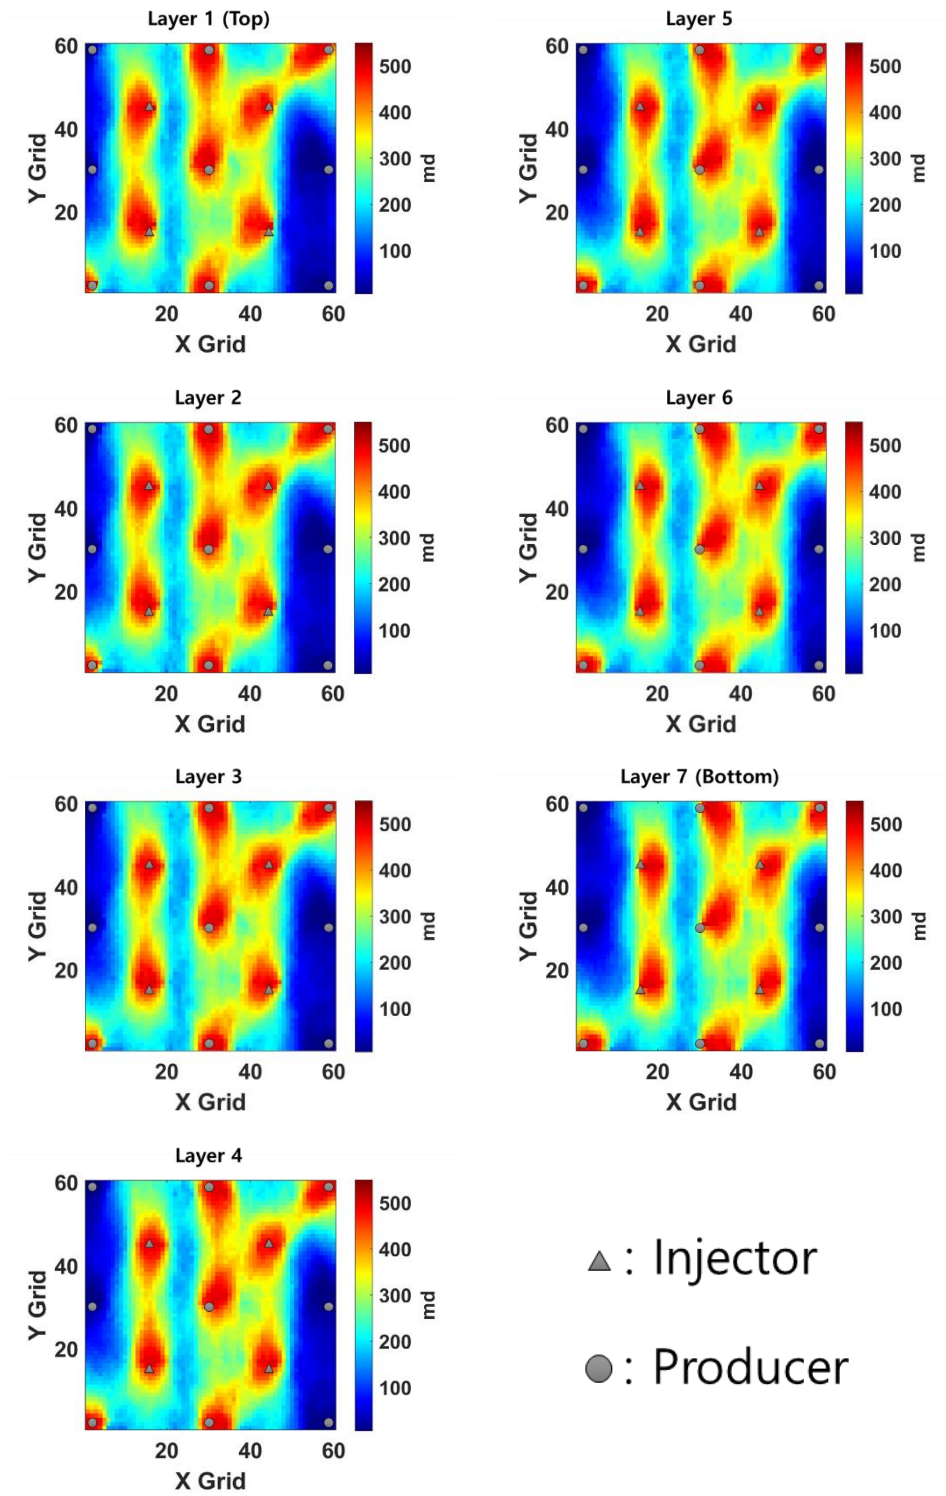 Layer 1 (Top)
60
40
20
Y Grid
20 40 60
X Grid
500
400
300
200
100
md
Layer 5
60
40
20
Y Grid
20 40 60
X Grid
500
400
300
200
100
md
Layer 2
60
40
20
Y Grid
20 40 60
X Grid
500
400
300
200
100
md
Layer 6
60
40
20
Y Grid
20 40 60
X Grid
500
400
300
200
100
md
Layer 3
60
40
20
Y Grid
20 40 60
X Grid
500
400
300
200
100
md
Layer 7 (Bottom)
60
40
20
Y Grid
20 40 60
X Grid
500
400
300
200
100
md
Layer 4
60
40
20
Y Grid
20 40 60
X Grid
500
400
300
200
100
md
: Injector
: Producer